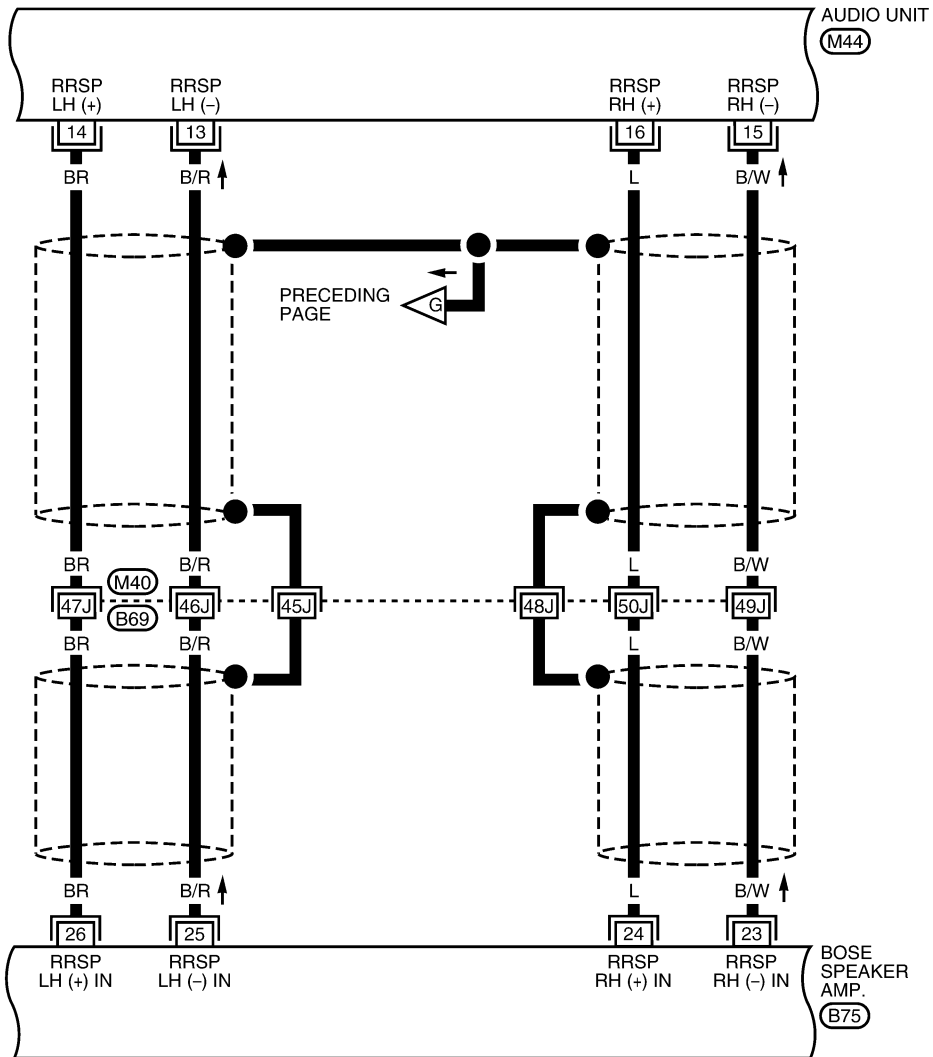 AUDIO UNIT
M44
RRSP
LH (+)
RRSP
LH (–)
RRSP
RH (+)
RRSP
RH (–)
14
13
16
15
BR
B/R
L
B/W
PRECEDING
PAGE
G
BR
B/R
L
B/W
M40
47J
46J
45J
48J
50J
49J
B69
BR
B/R
L
B/W
BR
B/R
L
B/W
26
25
24
23
RRSP
LH (+) IN
RRSP
LH (–) IN
RRSP
RH (+) IN
RRSP
RH (–) IN
BOSE
SPEAKER
AMP.
B75